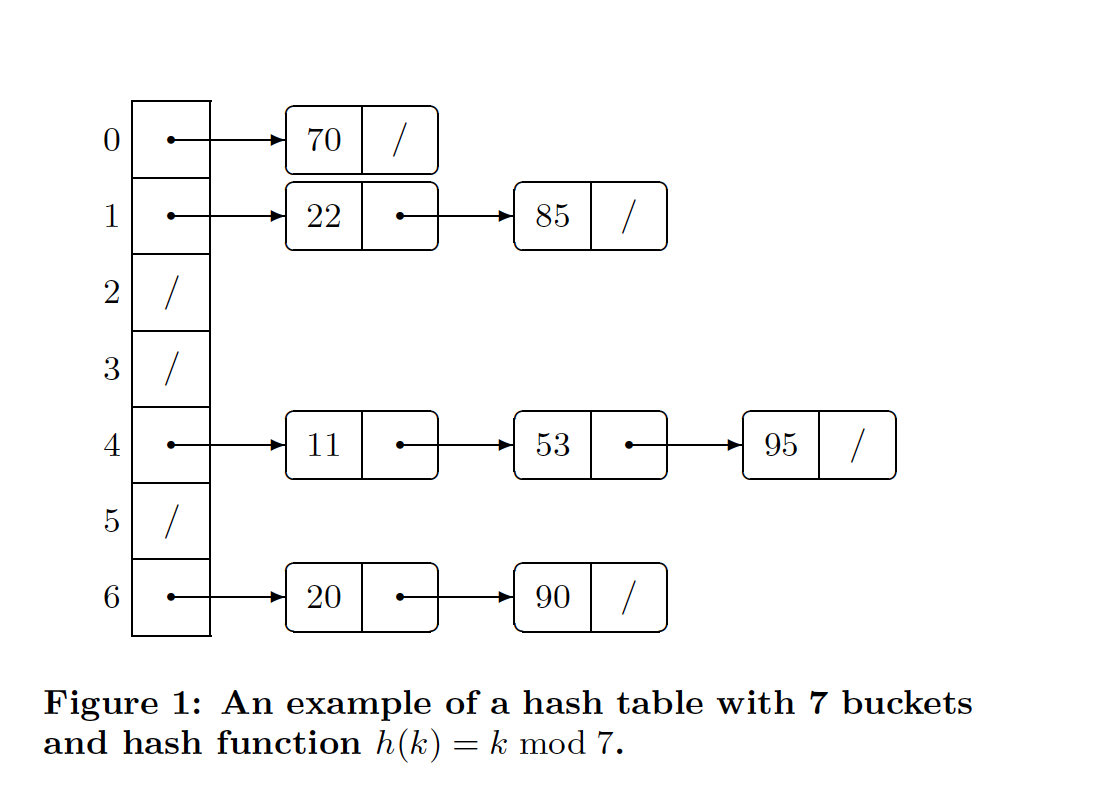 0 70 /
1 22 85 /
2 /
3 /
4 11 53 95 /
5 /
6 20 90 /
Figure 1: An example of a hash table with 7 buckets
and hash function h(k) = k mod 7.